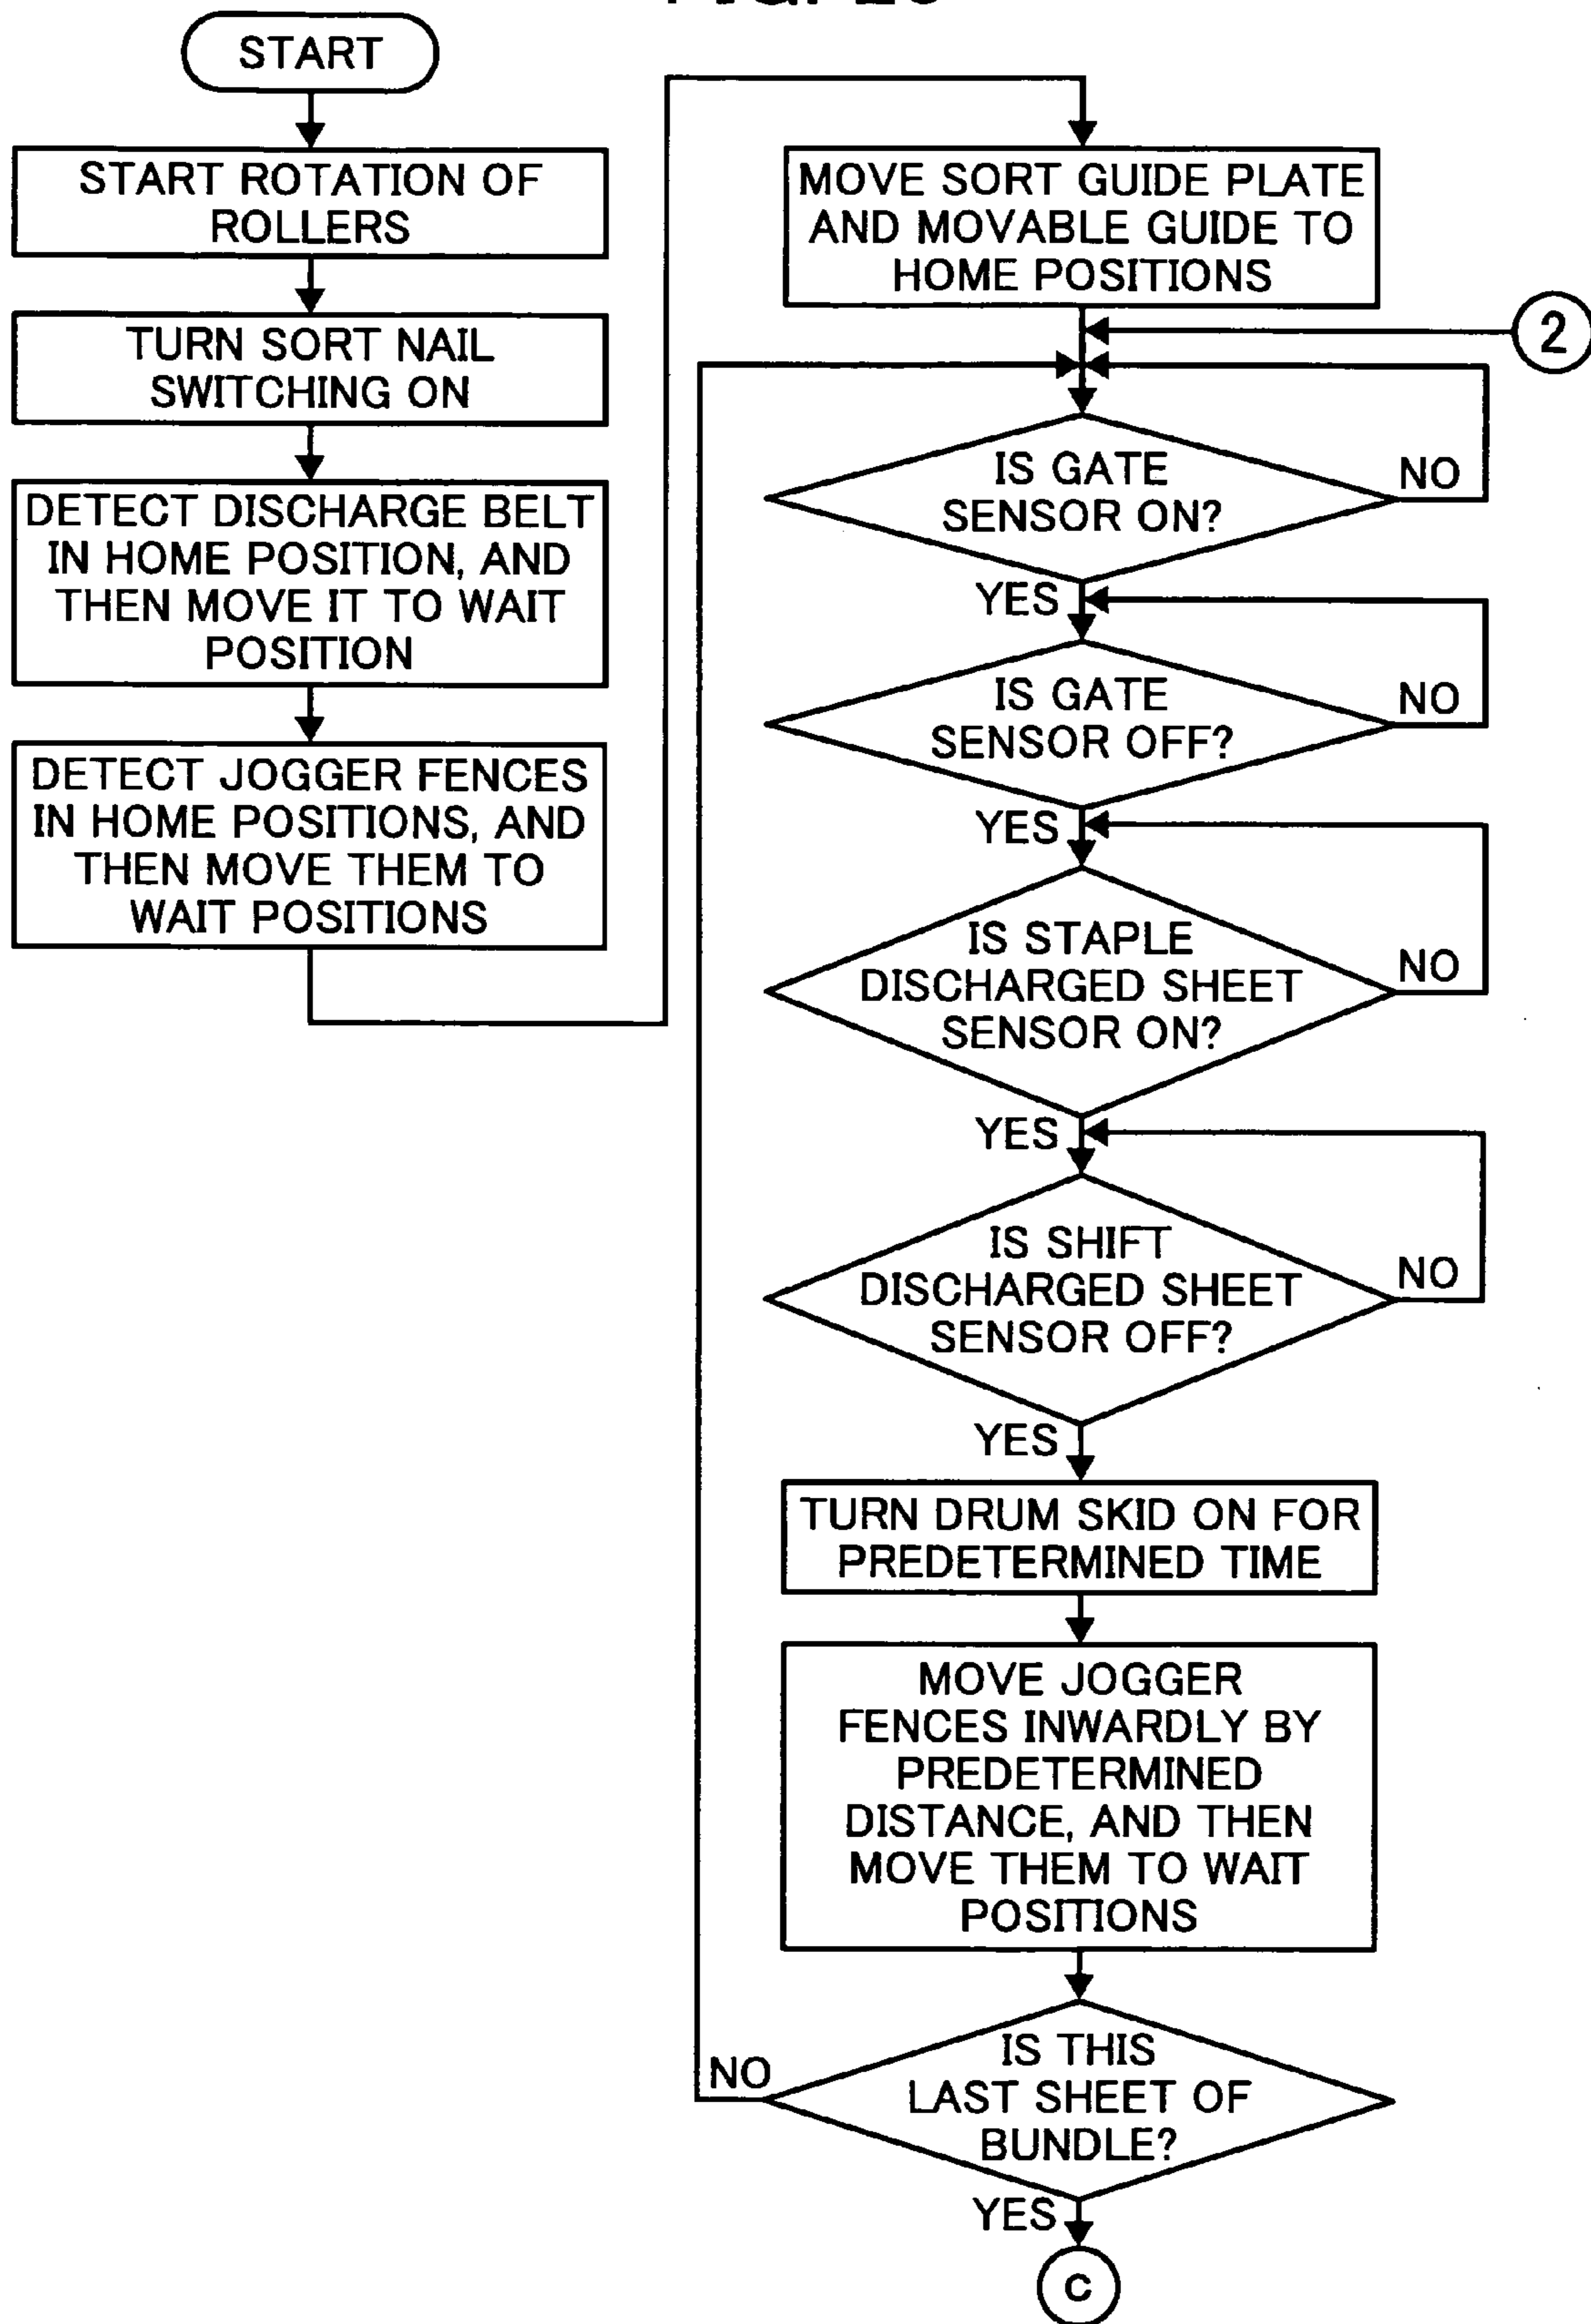 START
START ROTATION OF
ROLLERS
TURN SORT NAIL
SWITCHING ON
DETECT DISCHARGE BELT
IN HOME POSITION, AND
THEN MOVE IT TO WAIT
POSITION
DETECT JOGGER FENCES
IN HOME POSITIONS, AND
THEN MOVE THEM TO
WAIT POSITIONS
MOVE SORT GUIDE PLATE
AND MOVABLE GUIDE TO
HOME POSITIONS
2
IS GATE
SENSOR ON?
NO
YES
IS GATE
SENSOR OFF?
NO
YES
IS STAPLE
DISCHARGED SHEET
SENSOR ON?
NO
YES
IS SHIFT
DISCHARGED SHEET
SENSOR OFF?
NO
YES
TURN DRUM SKID ON FOR
PREDETERMINED TIME
MOVE JOGGER
FENCES INWARDLY BY
PREDETERMINED
DISTANCE, AND THEN
MOVE THEM TO WAIT
POSITIONS
IS THIS
LAST SHEET OF
BUNDLE?
NO
YES
C